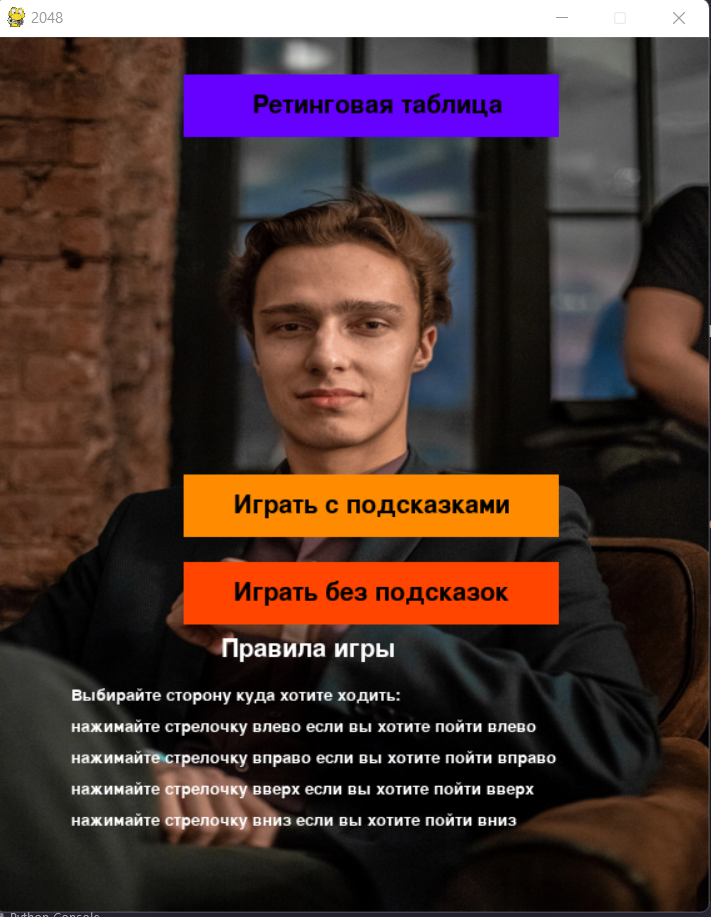 2048
Ретинговая таблица
Играть с подсказками
Играть без подсказок
Правила игры
Выбирайте сторону куда хотите ходить:
нажимайте стрелочку влево если вы хотите пойти влево
нажимайте стрелочку вправо если вы хотите пойти вправо
нажимайте стрелочку вверх если вы хотите пойти вверх
нажимайте стрелочку вниз если вы хотите пойти вниз
Python Console